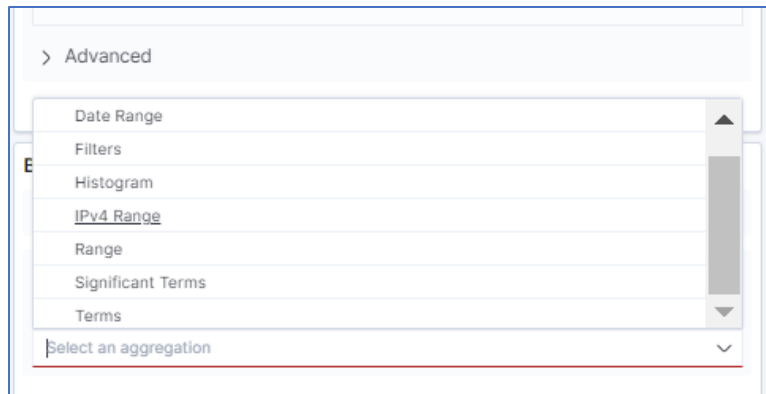 Advanced
Date Range
Filters
Histogram
IPv4 Range
Range
Significant Terms
Terms
Select an aggregation